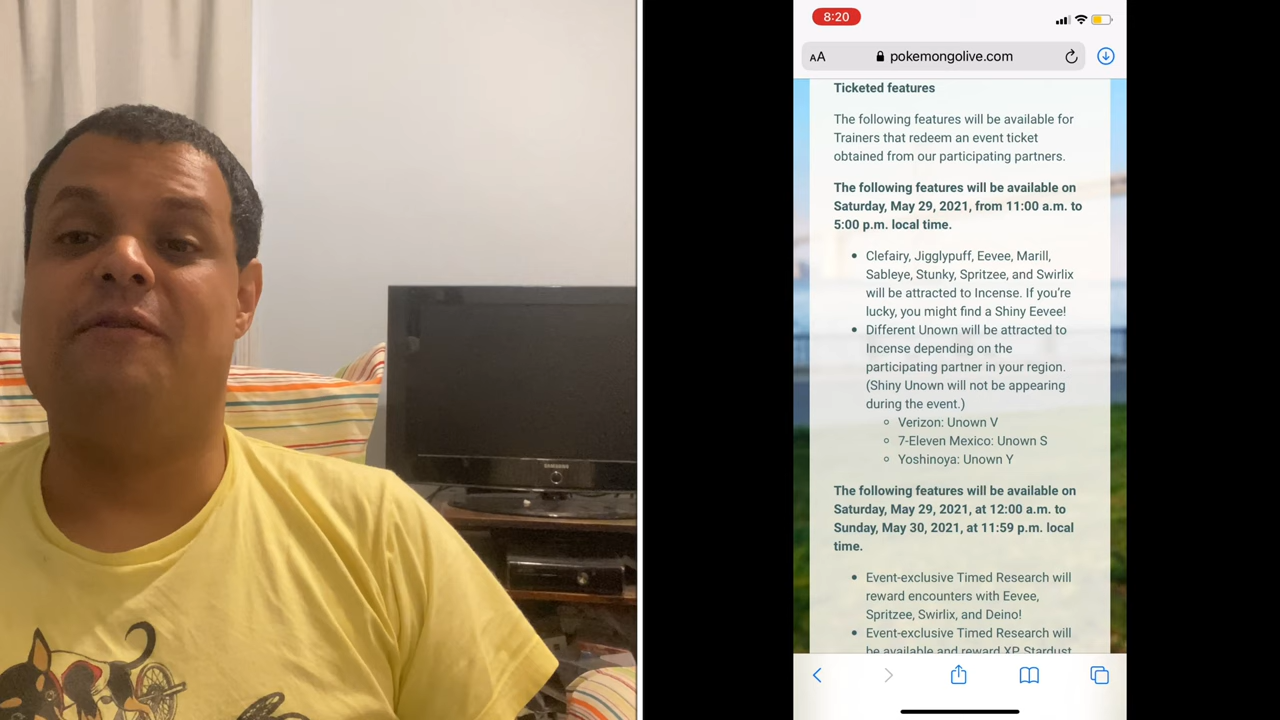 SAMSUNG
8:20
AA
pokemongolive.com
Ticketed features
The following features will be available for
Trainers that redeem an event ticket
obtained from our participating partners.
The following features will be available on
Saturday, May 29, 2021, from 11:00 a.m. to
5:00 p.m. local time.
• Clefairy, Jigglypuff, Eevee, Marill,
Sableye, Stunky, Spritzee, and Swirlix
will be attracted to Incense. If you're
lucky, you might find a Shiny Eevee!
• Different Unown will be attracted to
Incense depending on the
participating partner in your region.
(Shiny Unown will not be appearing
during the event.)
◦ Verizon: Unown V
◦ 7-Eleven Mexico: Unown S
◦ Yoshinoya: Unown Y
The following features will be available on
Saturday, May 29, 2021, at 12:00 a.m. to
Sunday, May 30, 2021, at 11:59 p.m. local
time.
• Event-exclusive Timed Research will
reward encounters with Eevee,
Spritzee, Swirlix, and Deino!
• Event-exclusive Timed Research will
be available and reward XP, Stardust